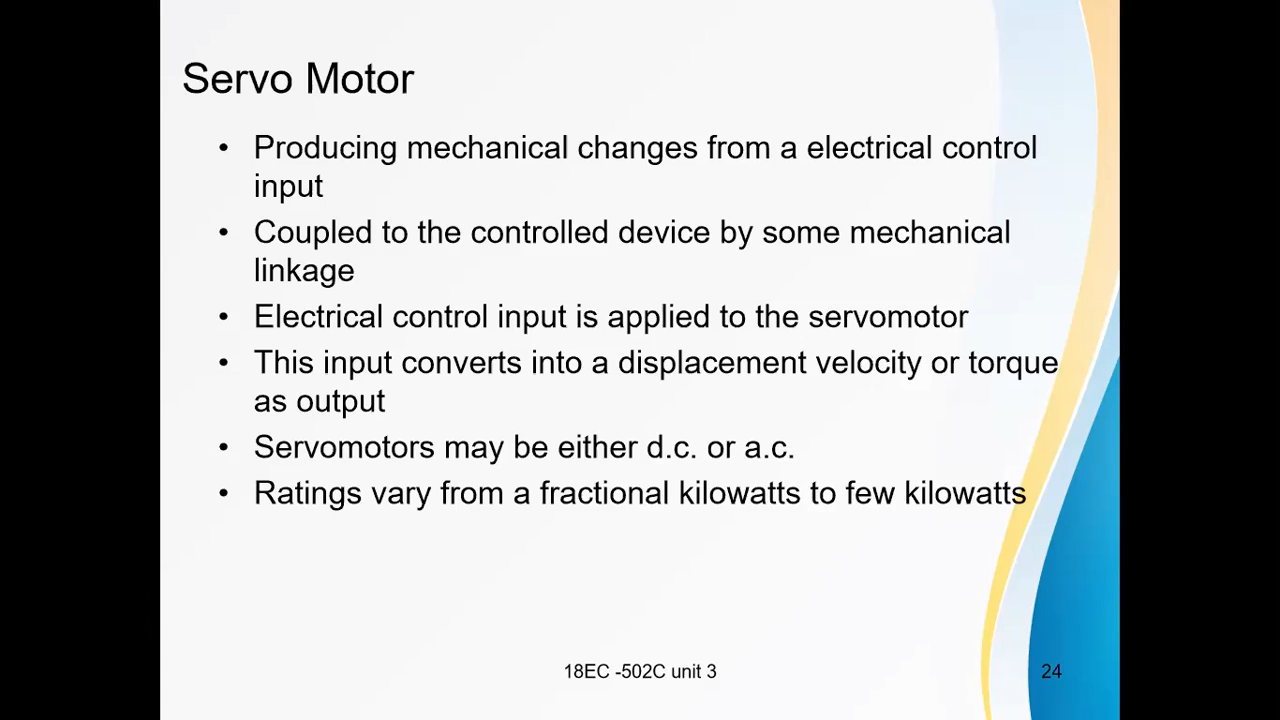 Servo Motor
• Producing mechanical changes from a electrical control
input
• Coupled to the controlled device by some mechanical
linkage
• Electrical control input is applied to the servomotor
• This input converts into a displacement velocity or torque
as output
• Servomotors may be either d.c. or a.c.
• Ratings vary from a fractional kilowatts to few kilowatts
18EC -502C unit 3
24